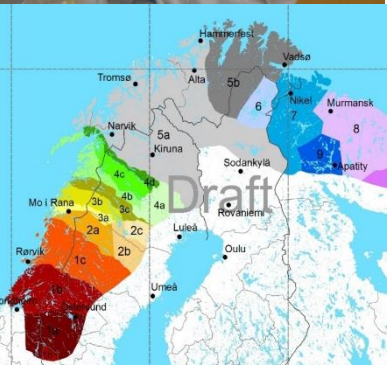 Hammerfest
Vadsø
Alta
5b
Tromsø
6
Nikel
7
Murmansk
8
Narvik
5a
Kiruna
9
Apatity
Sodankylä
4c
4d
4b
4a
Draft
Rovaniemi
3b
3c
3a
Mo i Rana
2a
2c
2b
Luleå
Oulu
Rørvik
1c
Umeå
1b